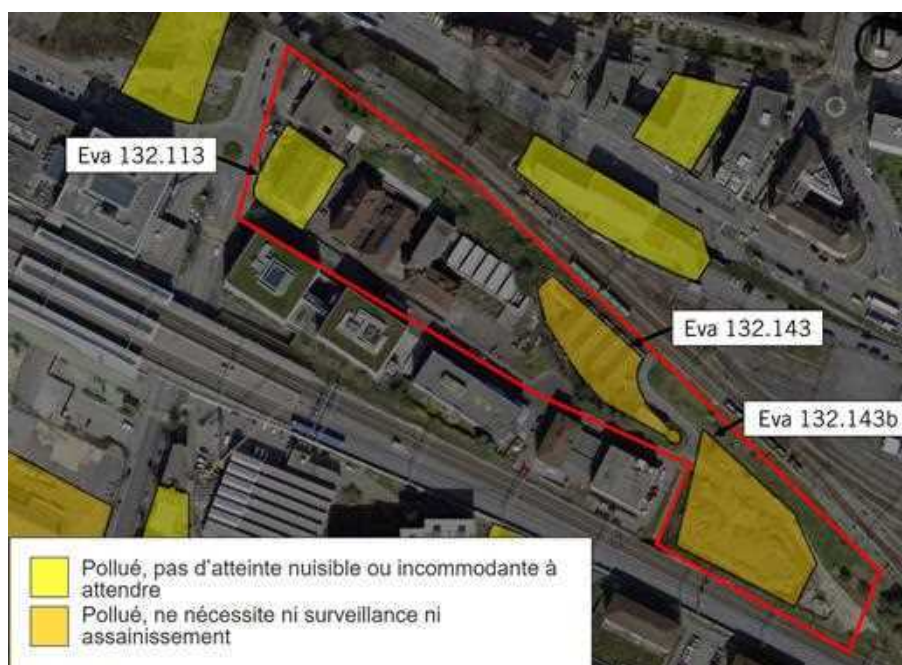 Eva 132.113
Eva 132.143
Eva 132.143b
Pollué, pas d'atteinte nuisible ou incommodante à
attendre
Pollué, ne nécessite ni surveillance ni
assainissement